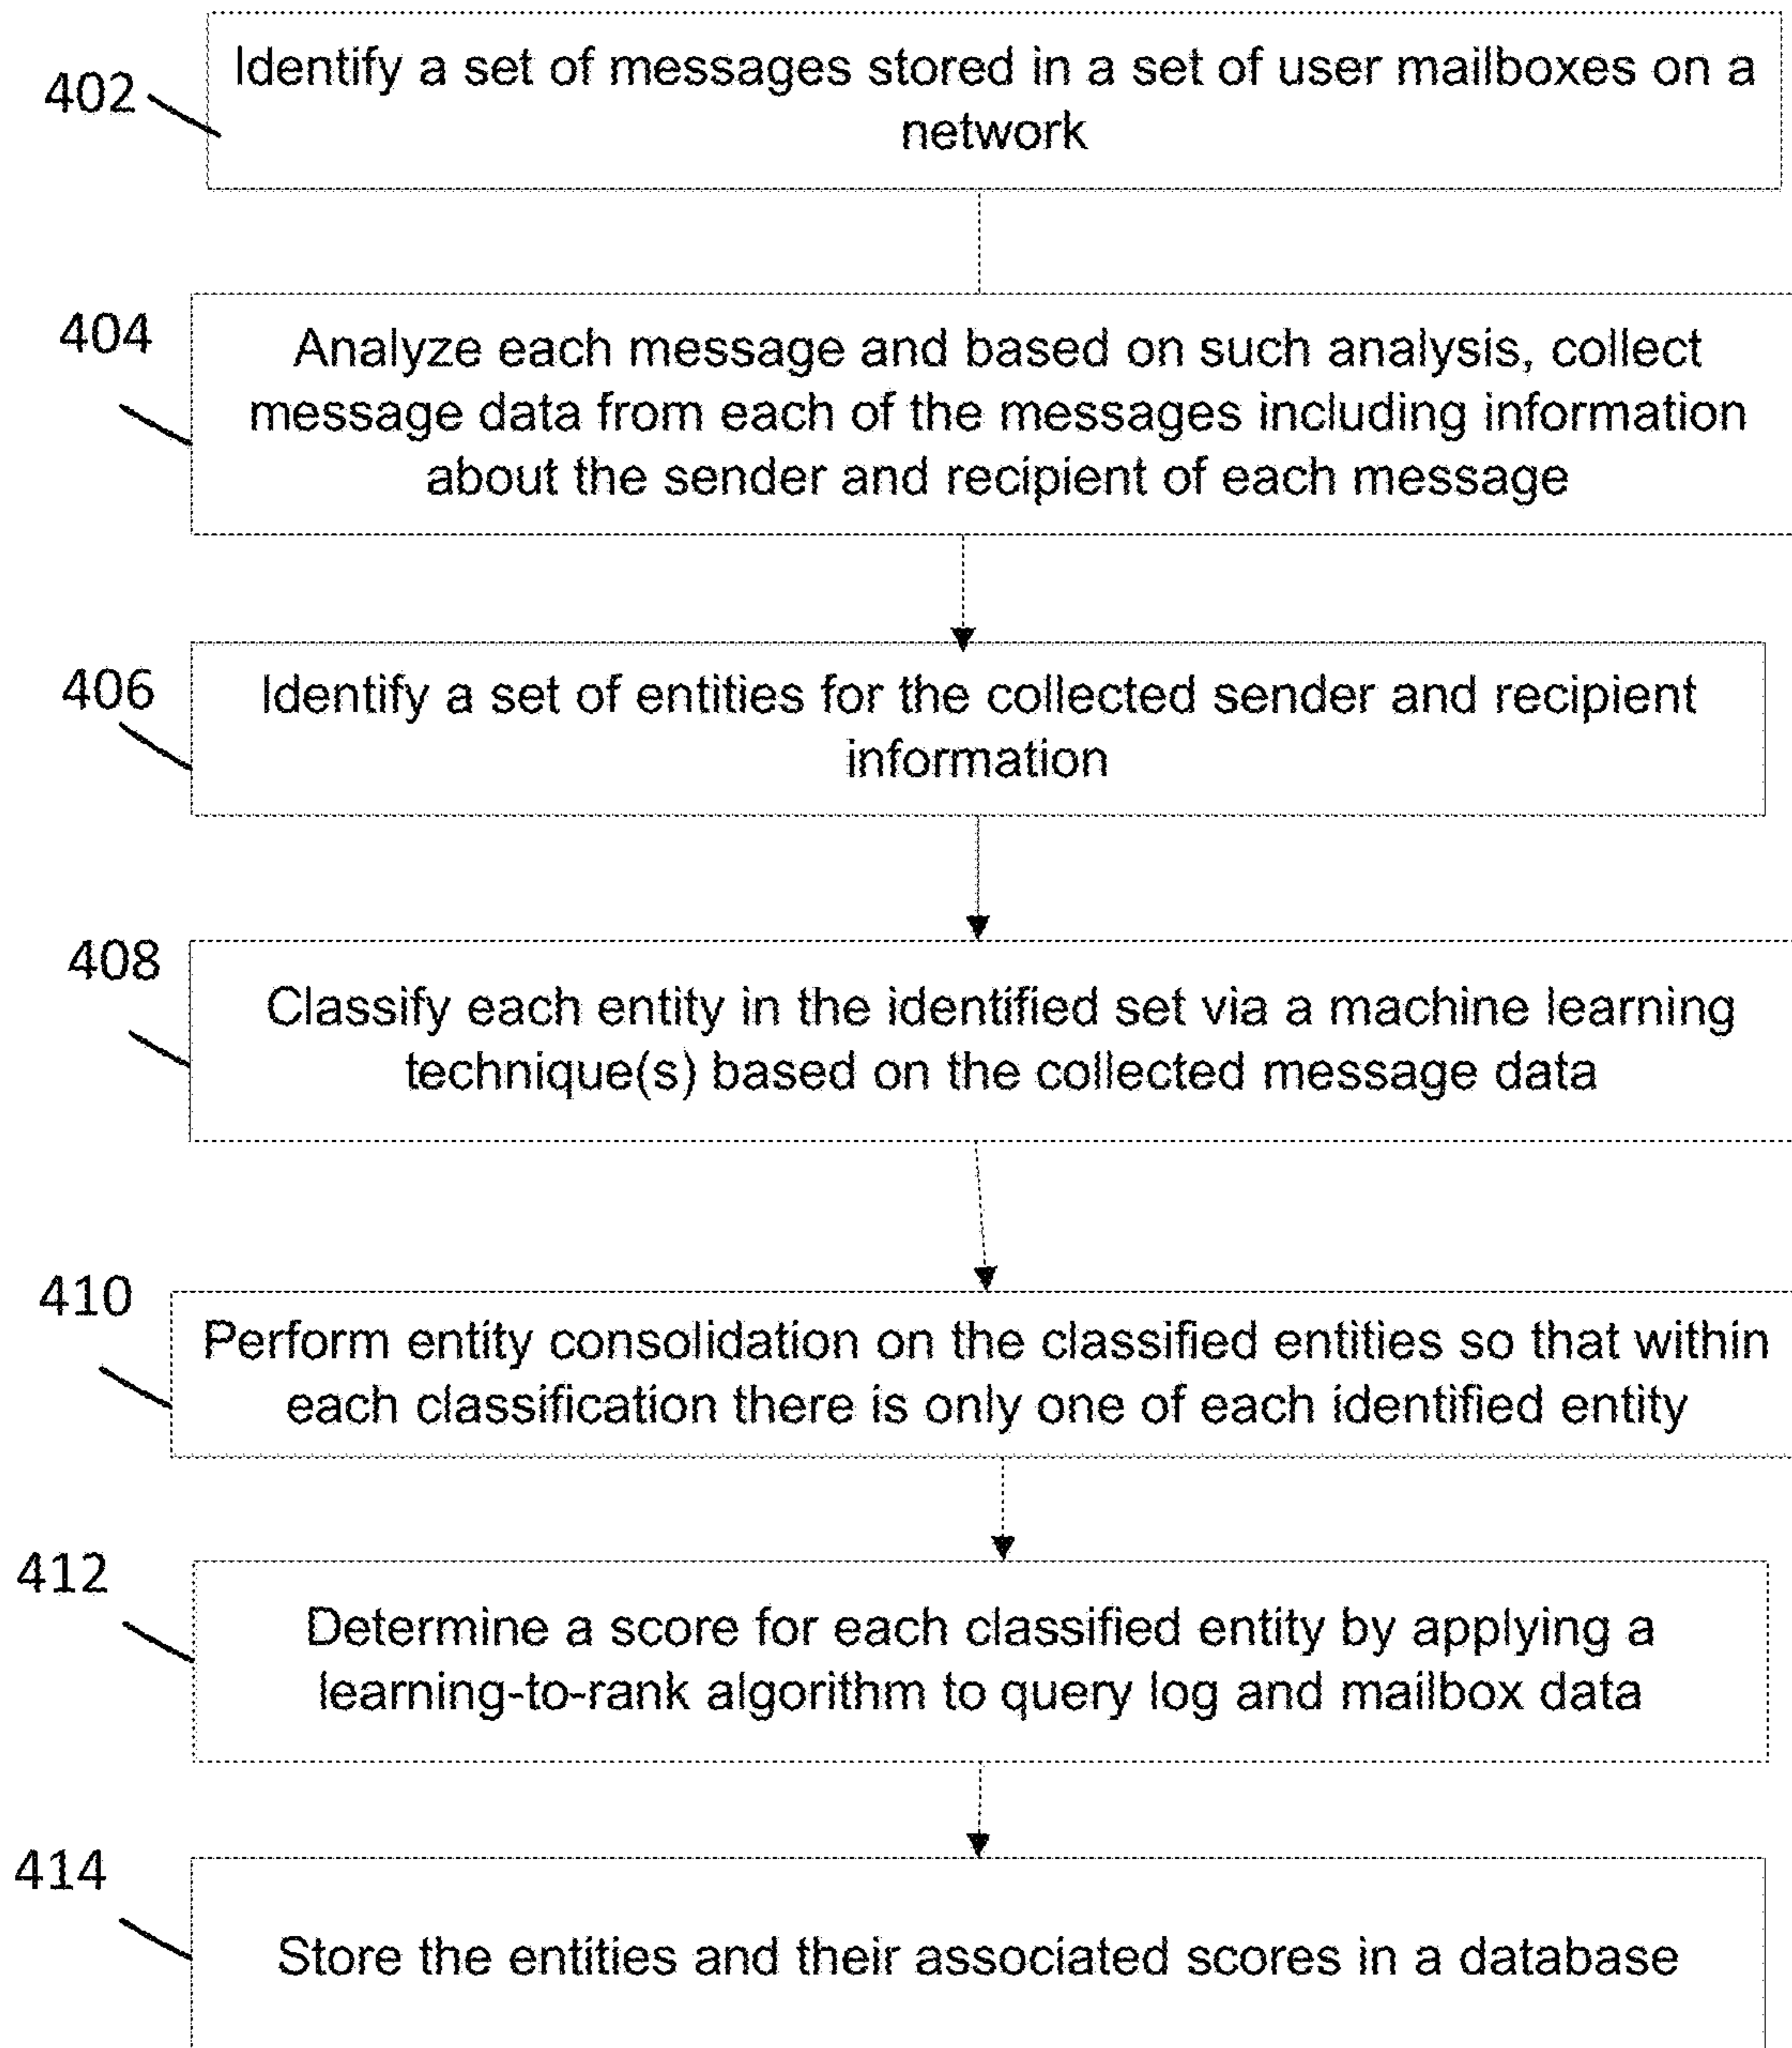 402
Identify a set of messages stored in a set of user mailboxes on a
network
404
Analyze each message and based on such analysis, collect
message data from each of the messages including information
about the sender and recipient of each message
406
Identify a set of entities for the collected sender and recipient
information
408
Classify each entity in the identified set via a machine learning
technique(s) based on the collected message data
410
Perform entity consolidation on the classified entities so that within
each classification there is only one of each identified entity
412
Determine a score for each classified entity by applying a
learning-to-rank algorithm to query log and mailbox data
414
Store the entities and their associated scores in a database